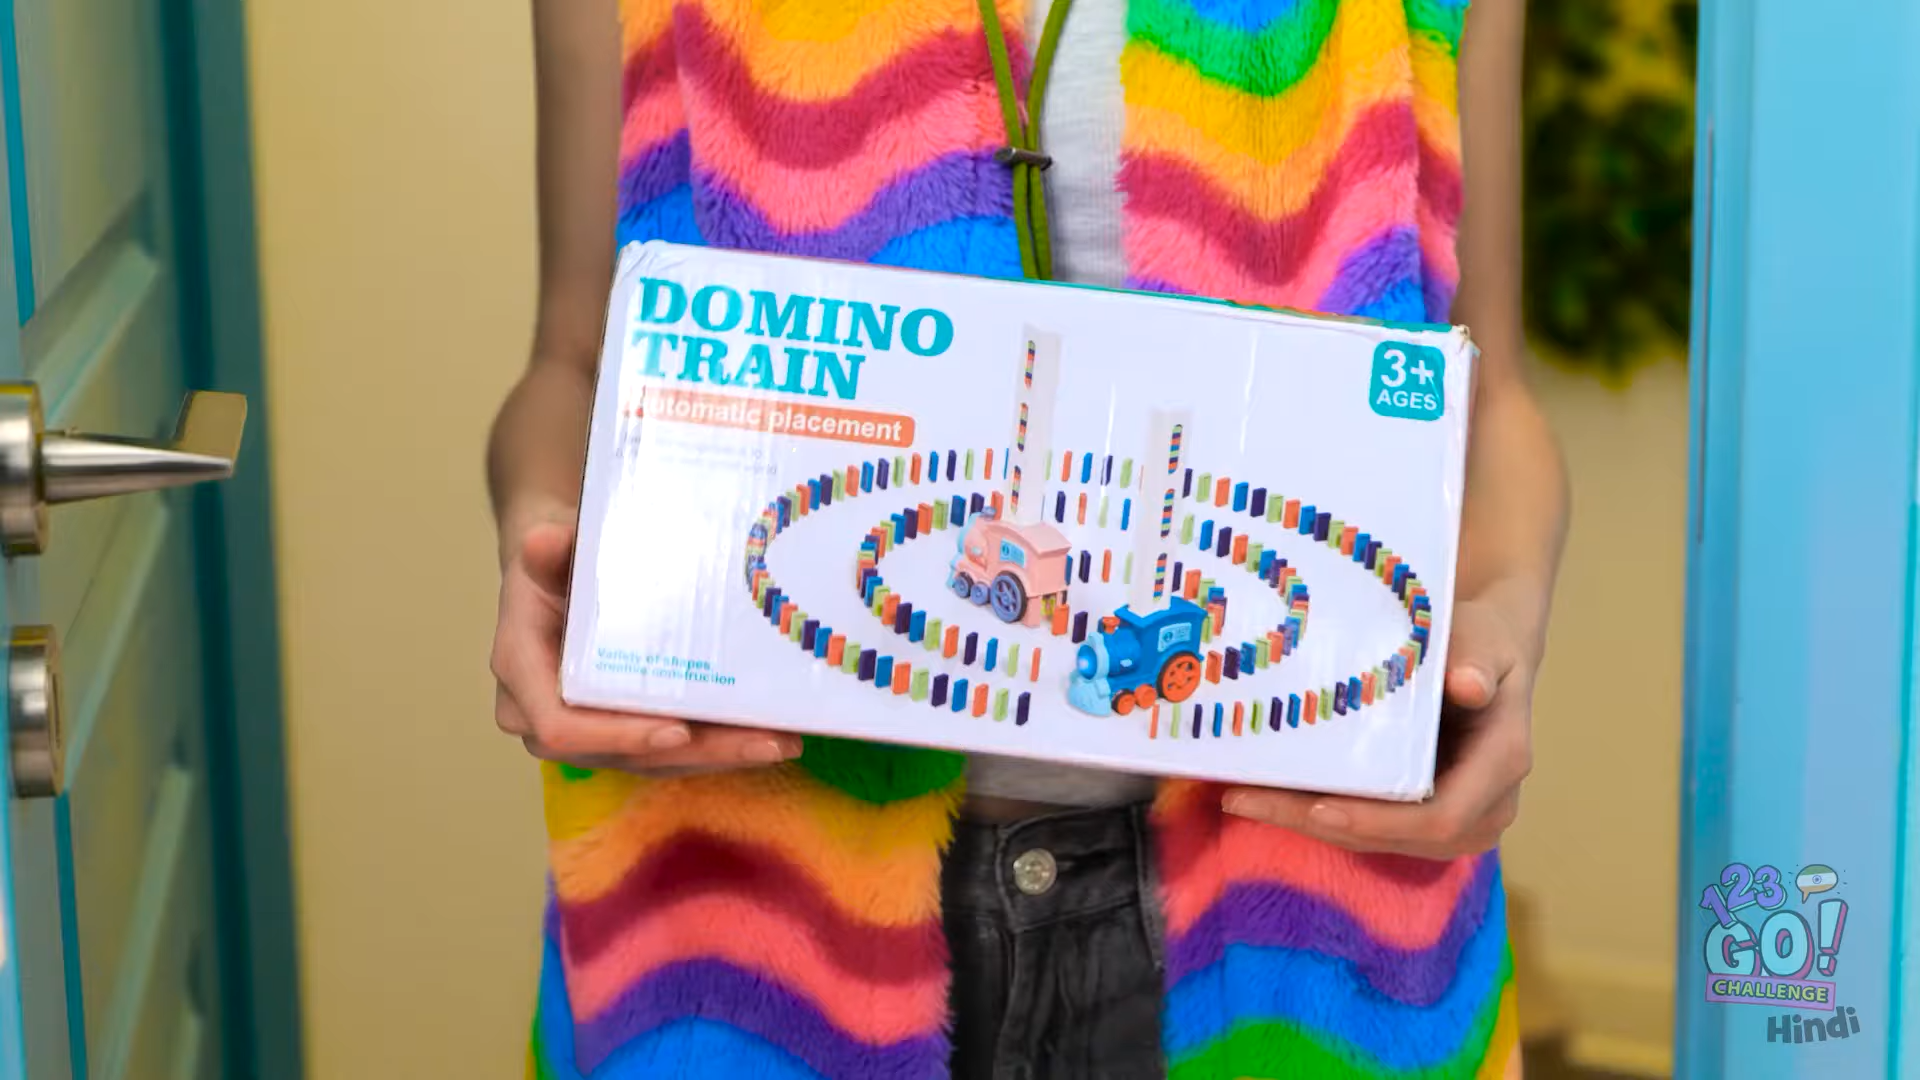 DOMINO
TRAIN
automatic placement
3+
AGES
Variety of shapes
creative construction
123
GO!
CHALLENGE
Hindi